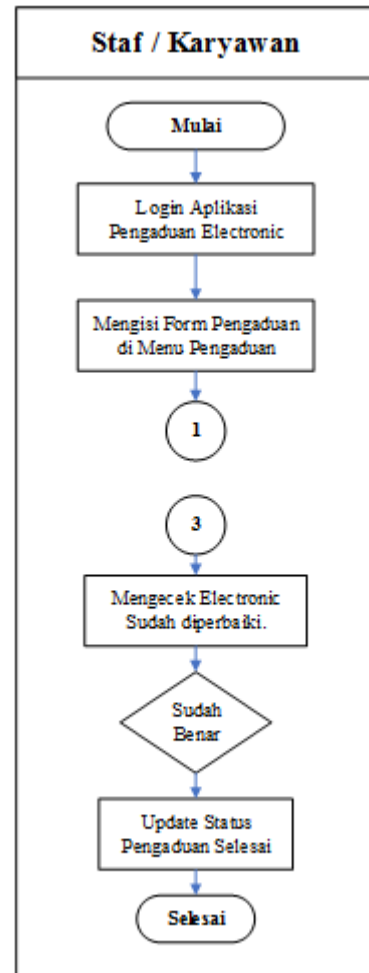 Staf / Karyawan
Mulai
Login Aplikasi
Pengaduan Electronic
Mengisi Form Pengaduan
di Menu Pengaduan
1
3
Mengecek Electronic
Sudah diperbaiki.
Sudah
Benar
Update Status
Pengaduan Selesai
Selesai